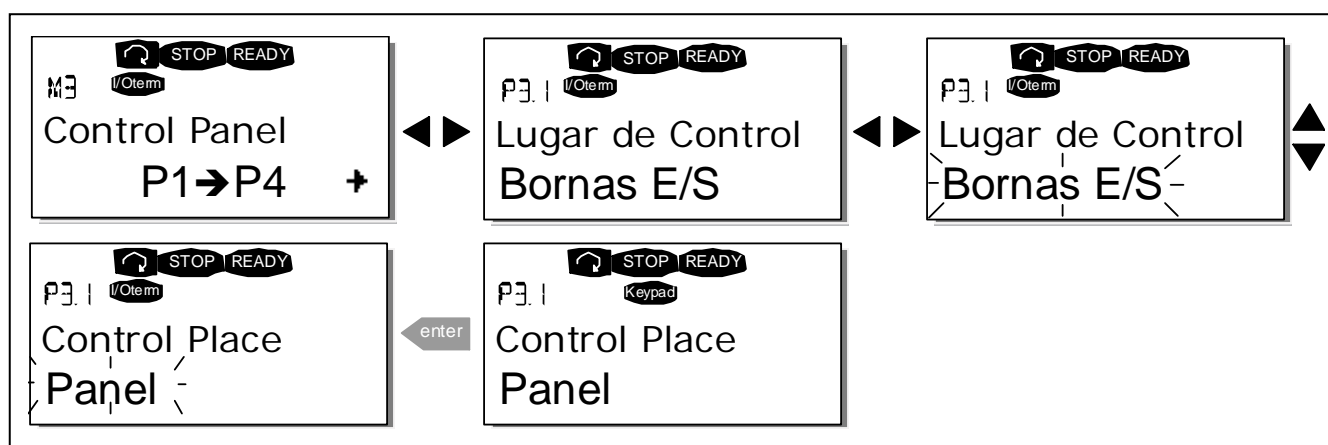 STOP READY
M3 I/Oterm
Control Panel
P1➔P4
STOP READY
P3.1 I/Oterm
Lugar de Control
Bornas E/S
STOP READY
P3.1 I/Oterm
Lugar de Control
Bornas E/S
STOP READY
P3.1 I/Oterm
Control Place
Panel
enter
STOP READY
P3.1 Keypad
Control Place
Panel